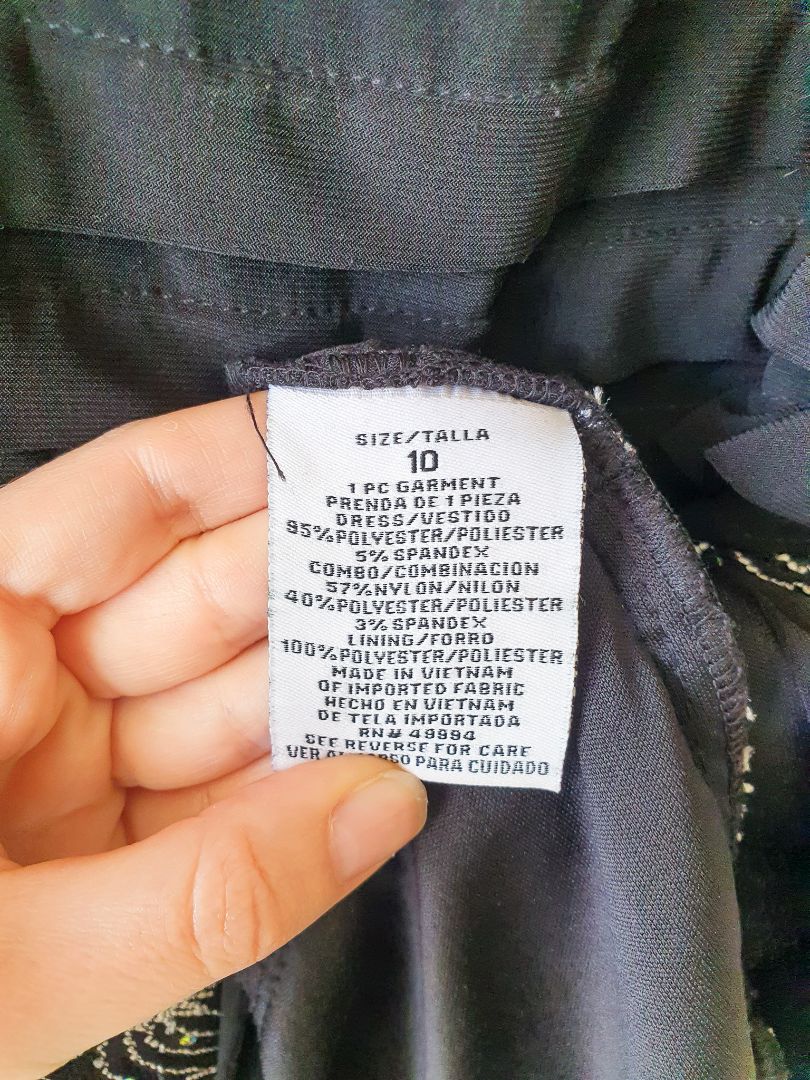 SIZE/TALLA
10
1 PC GARMENT
PRENDA DE 1 PIEZA
DRESS/VESTIDO
95%POLYESTER/POLIESTER
5% SPANDEX
COMBO/COMBINACION
57%NYLON/NILON
40%POLYESTER/POLIESTER
3% SPANDEX
LINING/FORRO
100%POLYESTER/POLIESTER
MADE IN VIETNAM
OF IMPORTED FABRIC
HECHO EN VIETNAM
DE TELA IMPORTADA
RN# 49994
SEE REVERSE FOR CARE
VER PARA CUIDADO